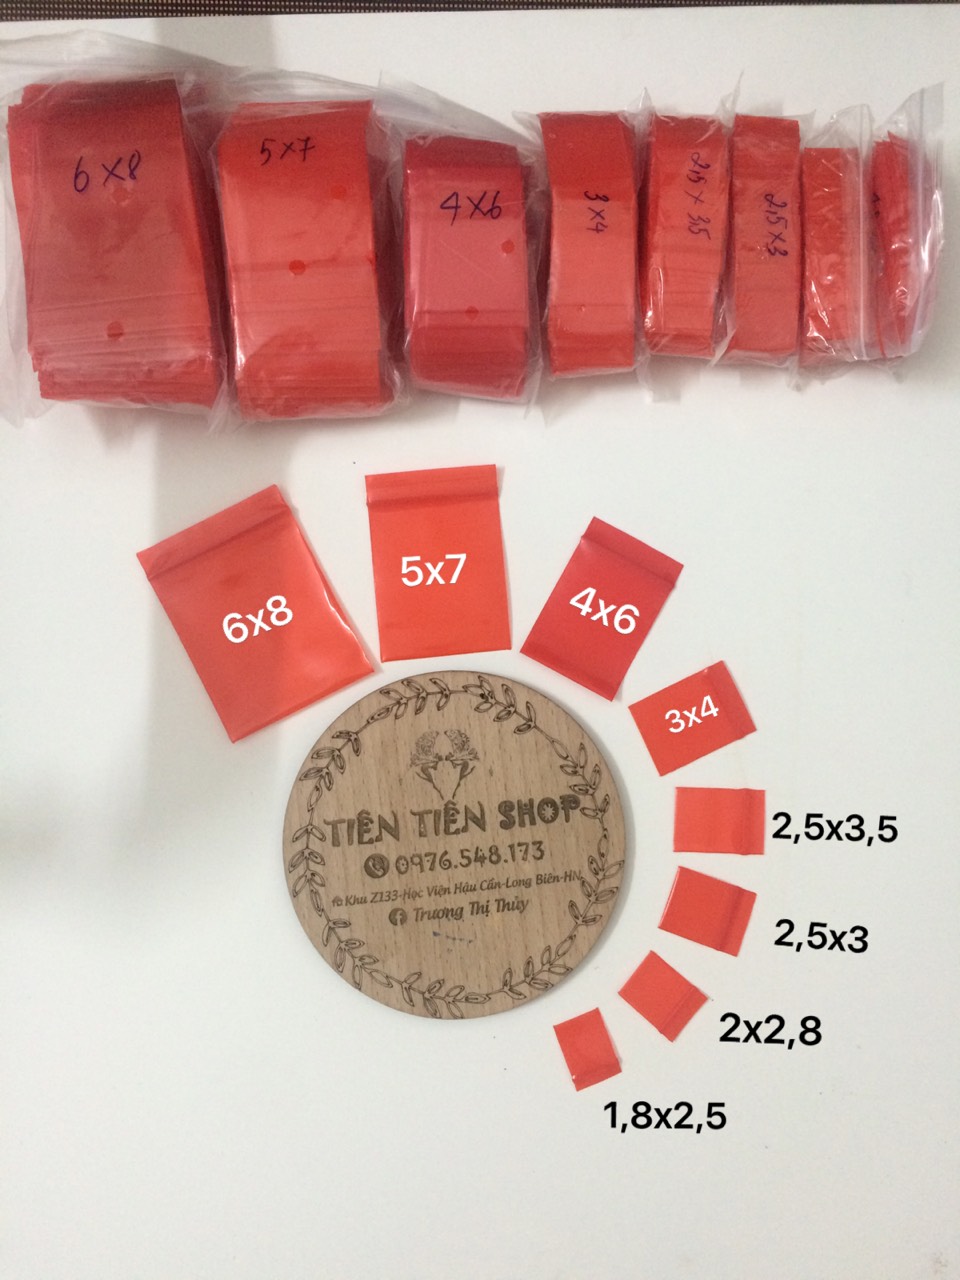 6x8
5x7
4x6
3x4
2,5 x 3,5
2,5x3
6x8
5x7
4x6
3x4
2,5x3,5
2,5x3
2x2,8
1,8x2,5
TIÊN TIÊN SHOP
0976.548.173
Khu Z133-Học Viện Hậu Cần-Long Biên-HN
Trương Thị Thủy